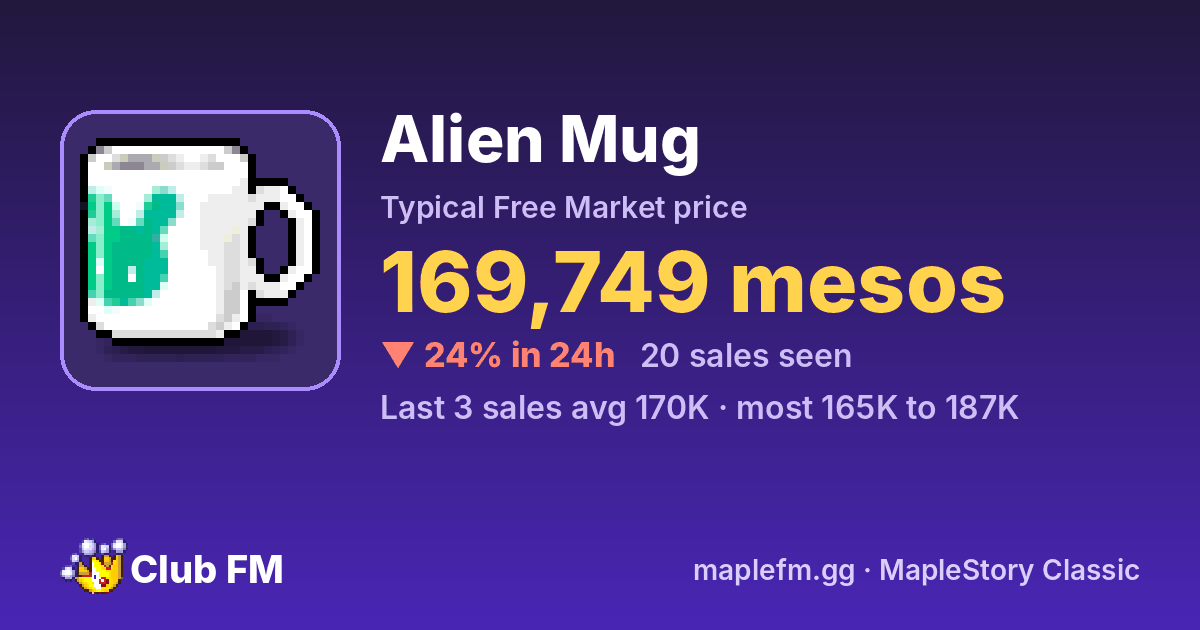 Alien Mug
Typical Free Market price
169,749 mesos
▼ 24% in 24h 20 sales seen
Last 3 sales avg 170K · most 165K to 187K
Club FM
maplefm.gg · MapleStory Classic